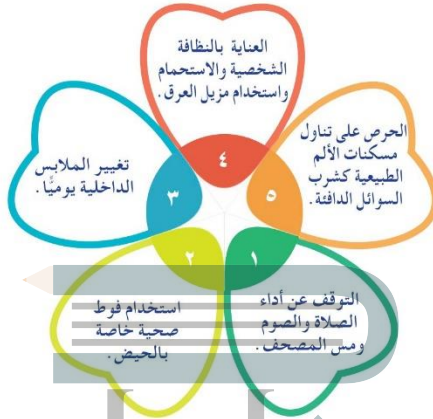 العناية بالنظافة
الشخصية والاستحمام
واستخدام مزيل العرق.
٤
الحرص على تناول
مسكنات الألم
الطبيعية كشرب
السوائل الدافئة.
٥
تغيير الملابس
الداخلية يوميًّا.
٣
التوقف عن أداء
الصلاة والصوم
ومس المصحف.
١
استخدام فوط
صحية خاصة
بالحيض.
٢